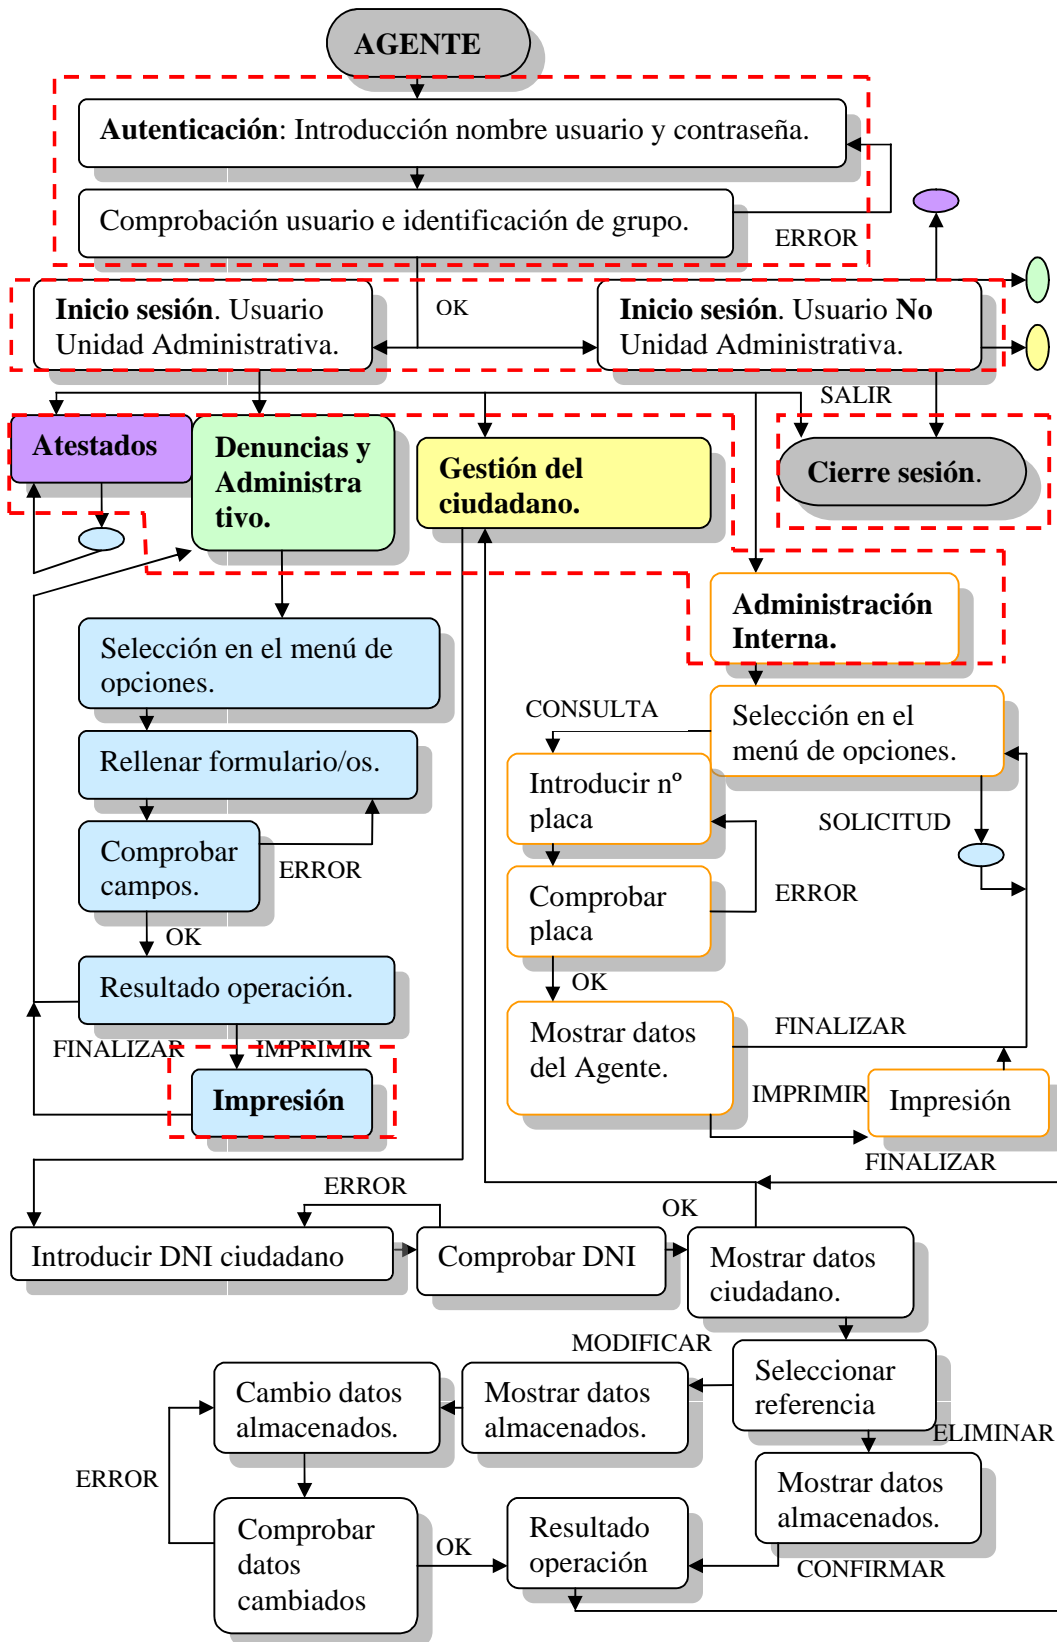 AGENTE
Autenticación: Introducción nombre usuario y contraseña.
Comprobación usuario e identificación de grupo.
ERROR
Inicio sesión. Usuario
Unidad Administrativa.
OK
Inicio sesión. Usuario No
Unidad Administrativa.
SALIR
Atestados
Denuncias y
Administra
tivo.
Gestión del
ciudadano.
Cierre sesión.
Administración
Interna.
Selección en el menú de
opciones.
Rellenar formulario/os.
Comprobar
campos.
ERROR
OK
Resultado operación.
FINALIZAR
IMPRIMIR
Impresión
CONSULTA
Selección en el
menú de opciones.
Introducir nº
placa
SOLICITUD
Comprobar
placa
ERROR
OK
Mostrar datos
del Agente.
FINALIZAR
IMPRIMIR
Impresión
FINALIZAR
ERROR
OK
Introducir DNI ciudadano
Comprobar DNI
Mostrar datos
ciudadano.
MODIFICAR
Seleccionar
referencia
Mostrar datos
almacenados.
Cambio datos
almacenados.
ELIMINAR
ERROR
Mostrar datos
almacenados.
Comprobar
datos
cambiados
OK
Resultado
operación
CONFIRMAR